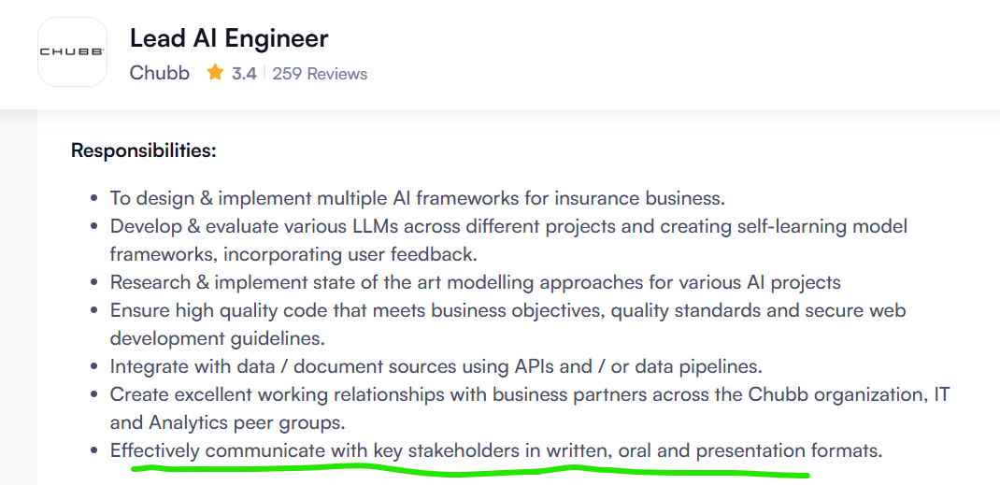 CHUBB
Lead AI Engineer
Chubb 3.4 259 Reviews
Responsibilities:
To design & implement multiple AI frameworks for insurance business.
Develop & evaluate various LLMs across different projects and creating self-learning model
frameworks, incorporating user feedback.
Research & implement state of the art modelling approaches for various AI projects
Ensure high quality code that meets business objectives, quality standards and secure web
development guidelines.
Integrate with data / document sources using APIs and / or data pipelines.
Create excellent working relationships with business partners across the Chubb organization, IT
and Analytics peer groups.
Effectively communicate with key stakeholders in written, oral and presentation formats.